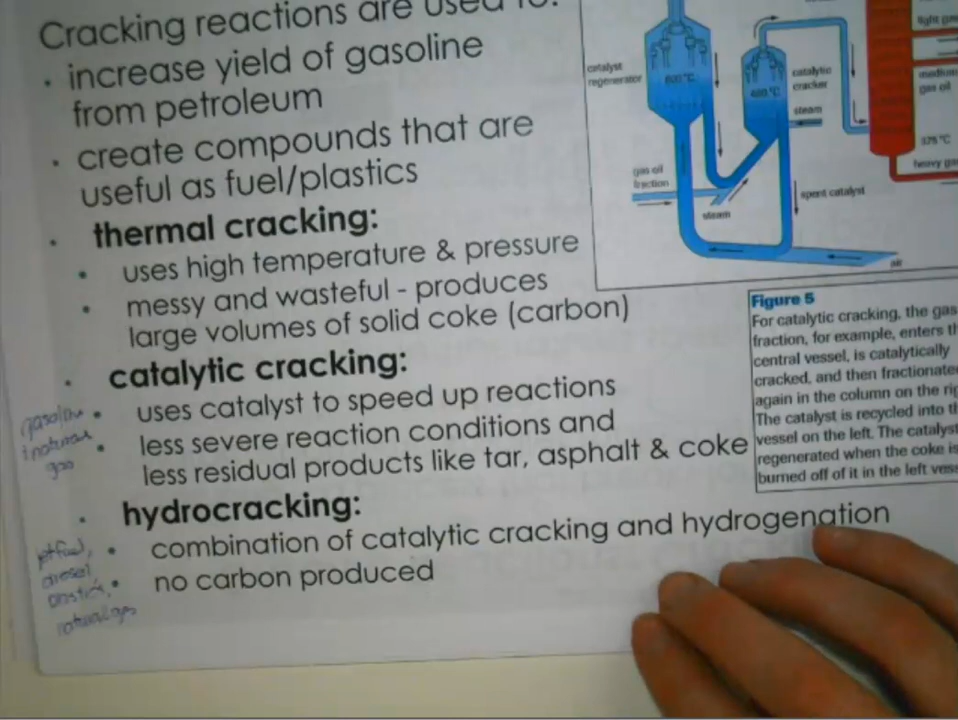 Cracking reactions are used to:
· increase yield of gasoline
from petroleum
· create compounds that are
useful as fuel/plastics
· thermal cracking:
• uses high temperature & pressure
• messy and wasteful - produces
large volumes of solid coke (carbon)
· catalytic cracking:
• uses catalyst to speed up reactions
• less severe reaction conditions and
less residual products like tar, asphalt & coke
· hydrocracking:
• combination of catalytic cracking and hydrogenation
• no carbon produced
gasoline
gas
jet fuel,
diesel
natural gas
catalyst
regenerator
620 °C
catalytic
cracker
steam
gas oil
fraction
steam
spent catalyst
air
light
medium
gas oil
375 °C
heavy
Figure 5
For catalytic cracking, the gas
fraction, for example, enters
central vessel, is catalytically
cracked, and then fractionated
again in the column on the
The catalyst is recycled into
vessel on the left. The catalyst
regenerated when the coke is
burned off of it in the left